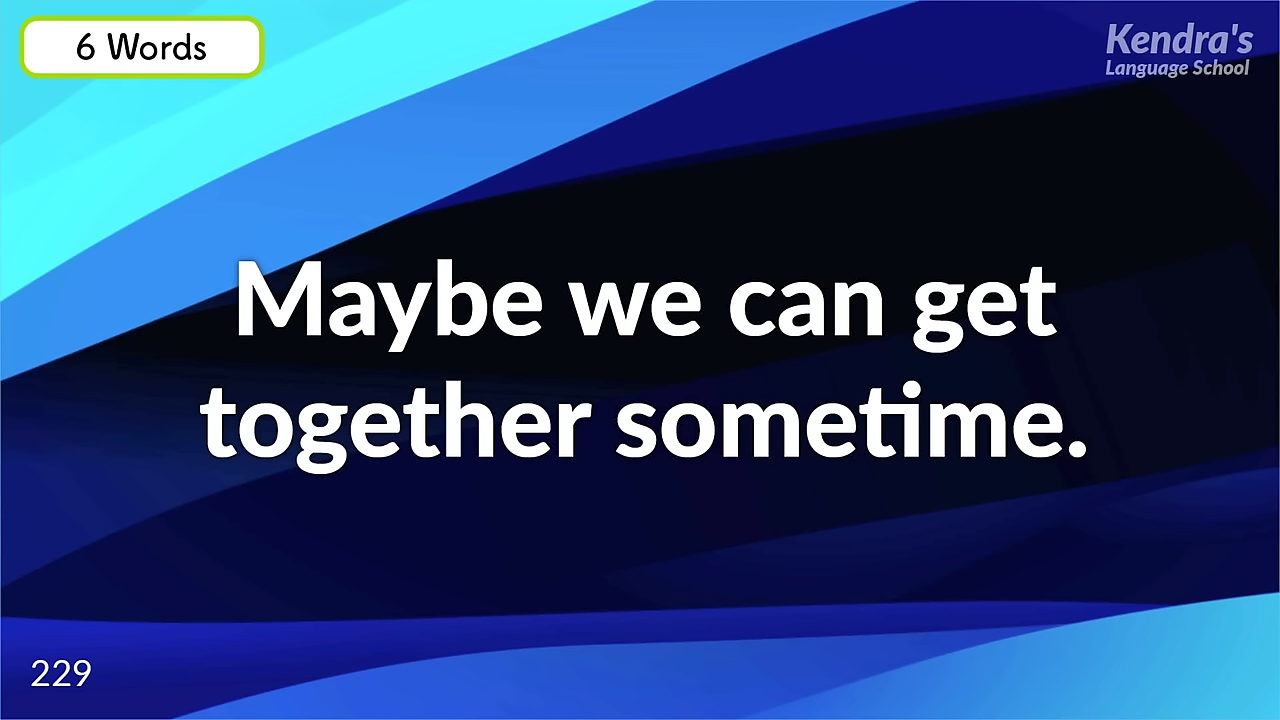 6 Words
Kendra's
Language School
Maybe we can get
together sometime.
229